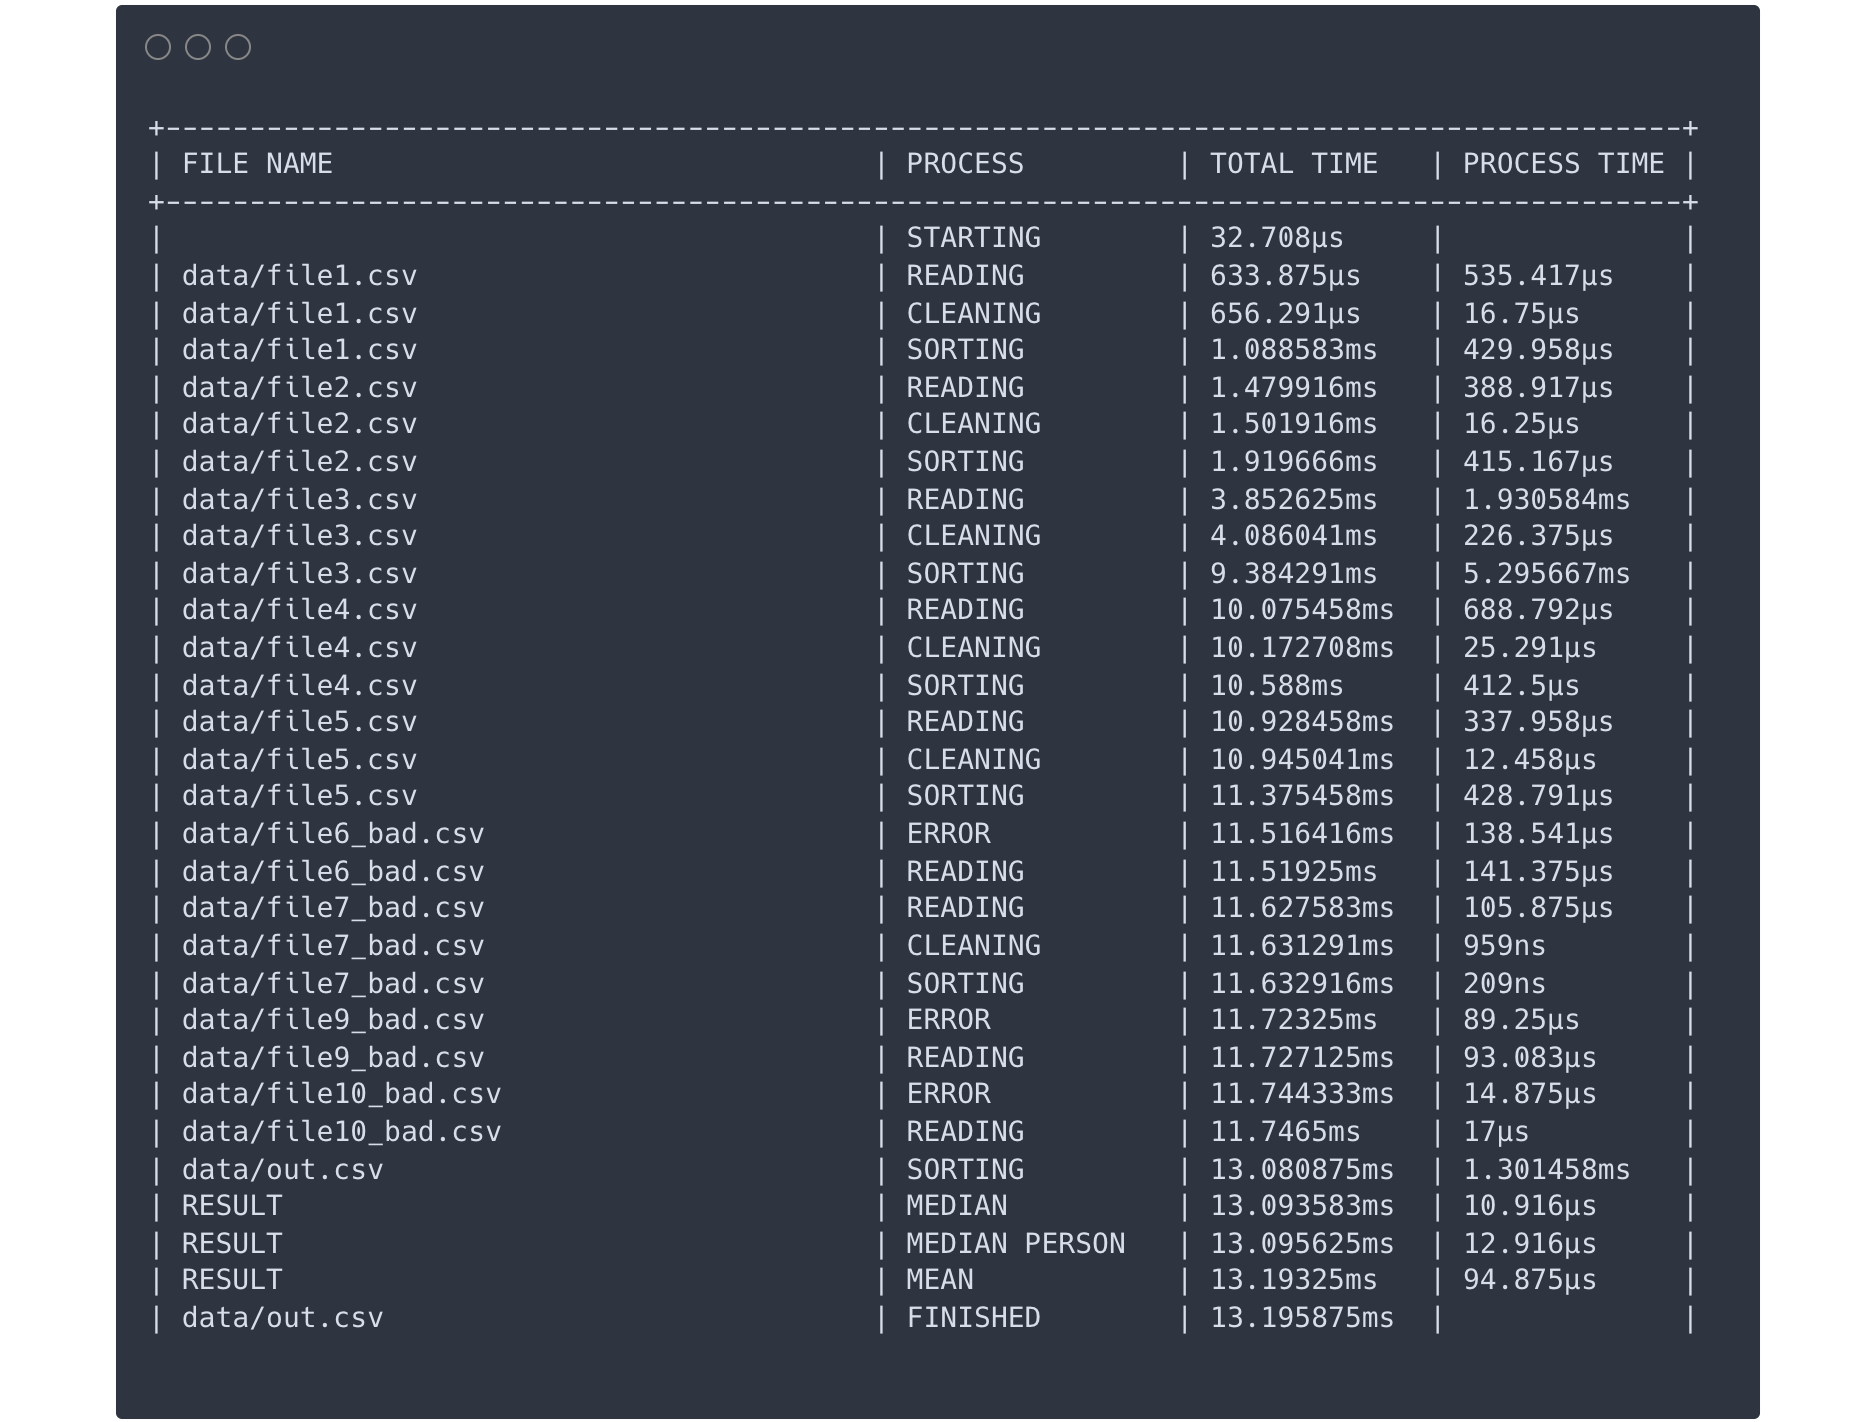 +------------------------------------------------------------------------------------------+
| FILE NAME                                 | PROCESS         | TOTAL TIME   | PROCESS TIME |
+------------------------------------------------------------------------------------------+
|                                           | STARTING        | 32.708µs     |              |
| data/file1.csv                            | READING         | 633.875µs    | 535.417µs    |
| data/file1.csv                            | CLEANING        | 656.291µs    | 16.75µs      |
| data/file1.csv                            | SORTING         | 1.088583ms   | 429.958µs    |
| data/file2.csv                            | READING         | 1.479916ms   | 388.917µs    |
| data/file2.csv                            | CLEANING        | 1.501916ms   | 16.25µs      |
| data/file2.csv                            | SORTING         | 1.919666ms   | 415.167µs    |
| data/file3.csv                            | READING         | 3.852625ms   | 1.930584ms   |
| data/file3.csv                            | CLEANING        | 4.086041ms   | 226.375µs    |
| data/file3.csv                            | SORTING         | 9.384291ms   | 5.295667ms   |
| data/file4.csv                            | READING         | 10.075458ms  | 688.792µs    |
| data/file4.csv                            | CLEANING        | 10.172708ms  | 25.291µs     |
| data/file4.csv                            | SORTING         | 10.588ms     | 412.5µs      |
| data/file5.csv                            | READING         | 10.928458ms  | 337.958µs    |
| data/file5.csv                            | CLEANING        | 10.945041ms  | 12.458µs     |
| data/file5.csv                            | SORTING         | 11.375458ms  | 428.791µs    |
| data/file6_bad.csv                        | ERROR           | 11.516416ms  | 138.541µs    |
| data/file6_bad.csv                        | READING         | 11.51925ms   | 141.375µs    |
| data/file7_bad.csv                        | READING         | 11.627583ms  | 105.875µs    |
| data/file7_bad.csv                        | CLEANING        | 11.631291ms  | 959ns        |
| data/file7_bad.csv                        | SORTING         | 11.632916ms  | 209ns        |
| data/file9_bad.csv                        | ERROR           | 11.72325ms   | 89.25µs      |
| data/file9_bad.csv                        | READING         | 11.727125ms  | 93.083µs     |
| data/file10_bad.csv                       | ERROR           | 11.744333ms  | 14.875µs     |
| data/file10_bad.csv                       | READING         | 11.7465ms    | 17µs         |
| data/out.csv                              | SORTING         | 13.080875ms  | 1.301458ms   |
| RESULT                                    | MEDIAN          | 13.093583ms  | 10.916µs     |
| RESULT                                    | MEDIAN PERSON   | 13.095625ms  | 12.916µs     |
| RESULT                                    | MEAN            | 13.19325ms   | 94.875µs     |
| data/out.csv                              | FINISHED        | 13.195875ms  |              |